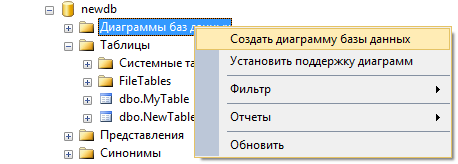 newdb
Диаграммы баз данных
Создать диаграмму базы данных
Таблицы
Установить поддержку диаграмм
Системные та
FileTables
Фильтр
dbo.MyTable
dbo.NewTable
Отчеты
Представления
Обновить
Синонимы